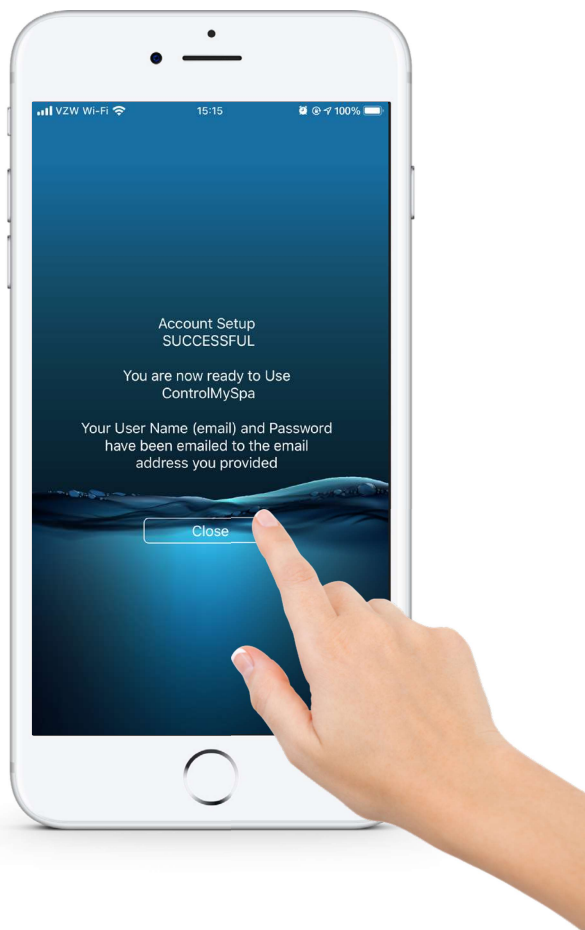 VZW Wi-Fi 15:15 100%
Account Setup
SUCCESSFUL
You are now ready to Use
ControlMySpa
Your User Name (email) and Password
have been emailed to the email
address you provided
Close